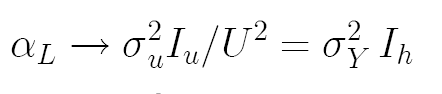 α_L → σ_u^2 I_u/U^2 = σ_Y^2 I_h